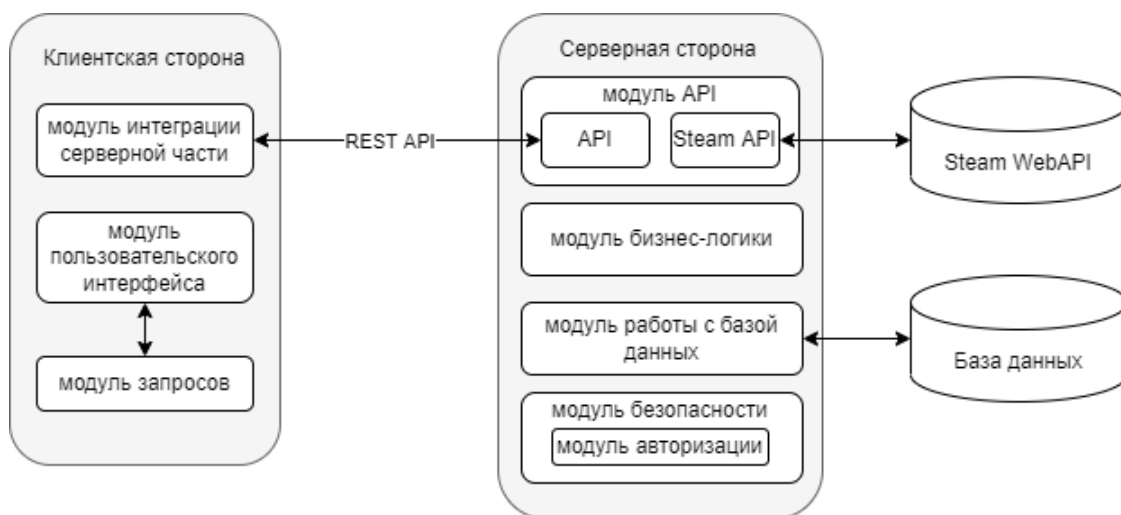 Клиентская сторона
модуль интеграции
серверной части
модуль
пользовательского
интерфейса
модуль запросов
REST API
Серверная сторона
модуль API
API
Steam API
модуль бизнес-логики
модуль работы с базой
данных
модуль безопасности
модуль авторизации
Steam WebAPI
База данных